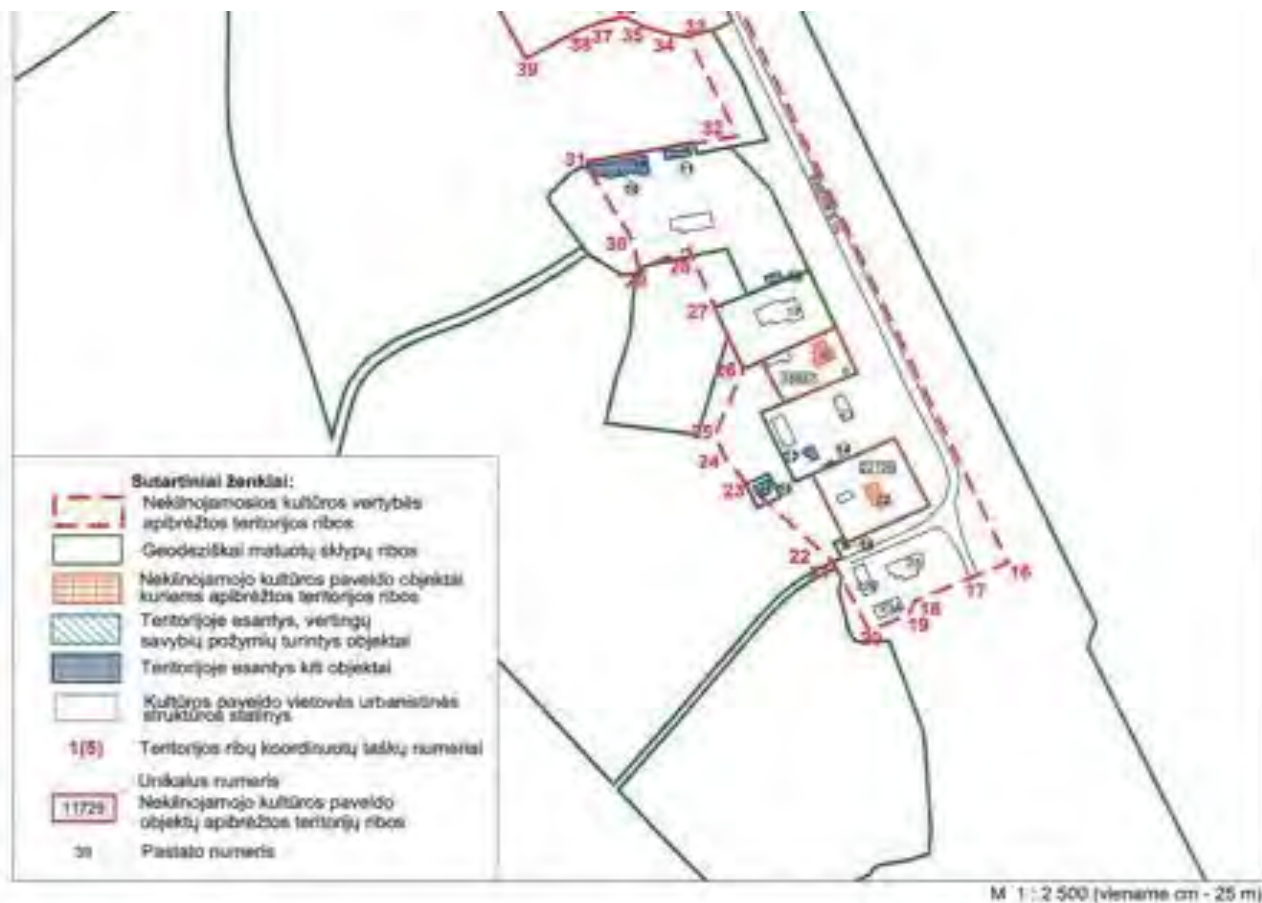 33
38
37
35
34
39
32
31
30
28
27
26
25
24
23
22
16
17
18
19
20
Sutartiniai ženklai:
Nekilnojamosios kultūros vertybės
apibrėžtos teritorijos ribos
Geodeziškai matuotų sklypų ribos
Nekilnojamojo kultūros paveldo objektai
kuriems apibrėžtos teritorijos ribos
Teritorijoje esantys, vertingų
savybių požymių turintys objektai
Teritorijoje esantys kiti objektai
Kultūros paveldo vietovės urbanistinės
struktūros statinys
1(5) Teritorijos ribų koordinuotų taškų numeriai
Unikalus numeris
11729 Nekilnojamojo kultūros paveldo
objektų apibrėžtos teritorijų ribos
39 Pastato numeris
M 1 : 2 500 (viename cm - 25 m)